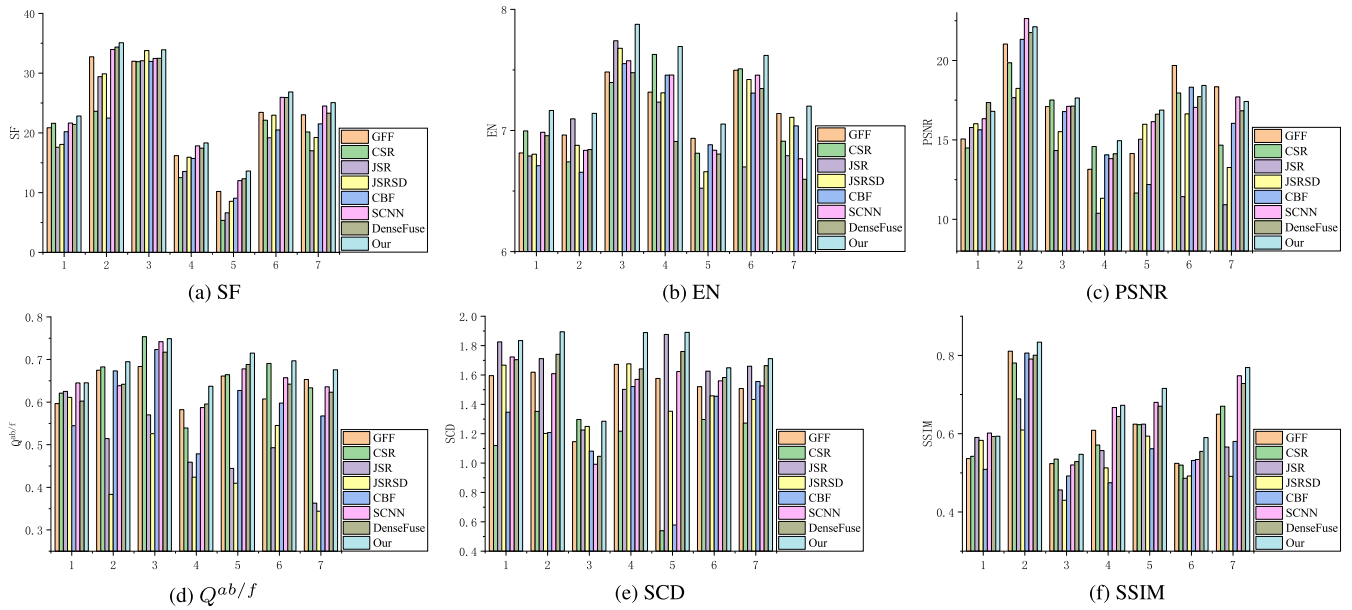 40
30
20
10
0
SF
1 2 3 4 5 6 7
GFF
CSR
JSR
JSRSD
CBF
SCNN
DenseFuse
Our
(a) SF
8
7
6
EN
1 2 3 4 5 6 7
GFF
CSR
JSR
JSRSD
CBF
SCNN
DenseFuse
Our
(b) EN
20
15
10
PSNR
1 2 3 4 5 6 7
GFF
CSR
JSR
JSRSD
CBF
SCNN
DenseFuse
Our
(c) PSNR
0.8
0.7
0.6
0.5
0.4
0.3
Q^ab/f
1 2 3 4 5 6 7
GFF
CSR
JSR
JSRSD
CBF
SCNN
DenseFuse
Our
(d) Q^ab/f
2.0
1.8
1.6
1.4
1.2
1.0
0.8
0.6
0.4
SCD
1 2 3 4 5 6 7
GFF
CSR
JSR
JSRSD
CBF
SCNN
DenseFuse
Our
(e) SCD
0.8
0.6
0.4
SSIM
1 2 3 4 5 6 7
GFF
CSR
JSR
JSRSD
CBF
SCNN
DenseFuse
Our
(f) SSIM